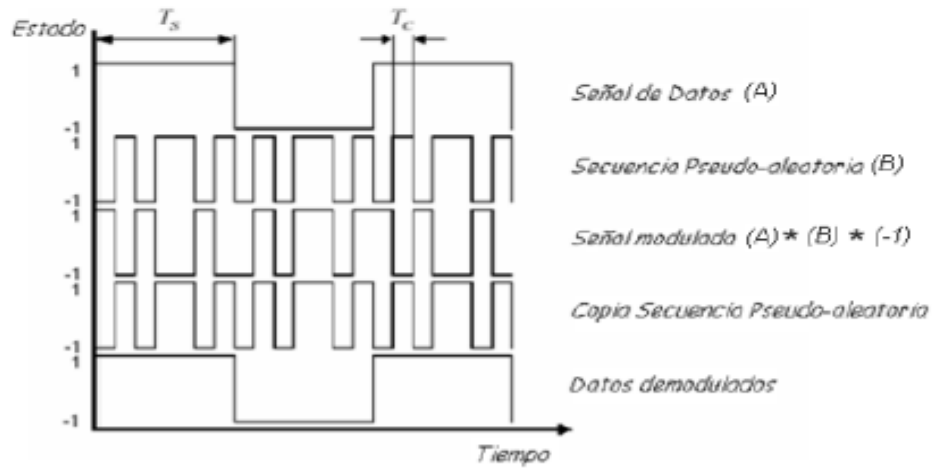 Estado
T_s
T_c
1
Señal de Datos (A)
-1
1
Secuencia Pseudo-aleatoria (B)
-1
1
Señal modulada (A) * (B) * (-1)
-1
1
Copia Secuencia Pseudo-aleatoria
-1
1
Datos demodulados
-1
Tiempo